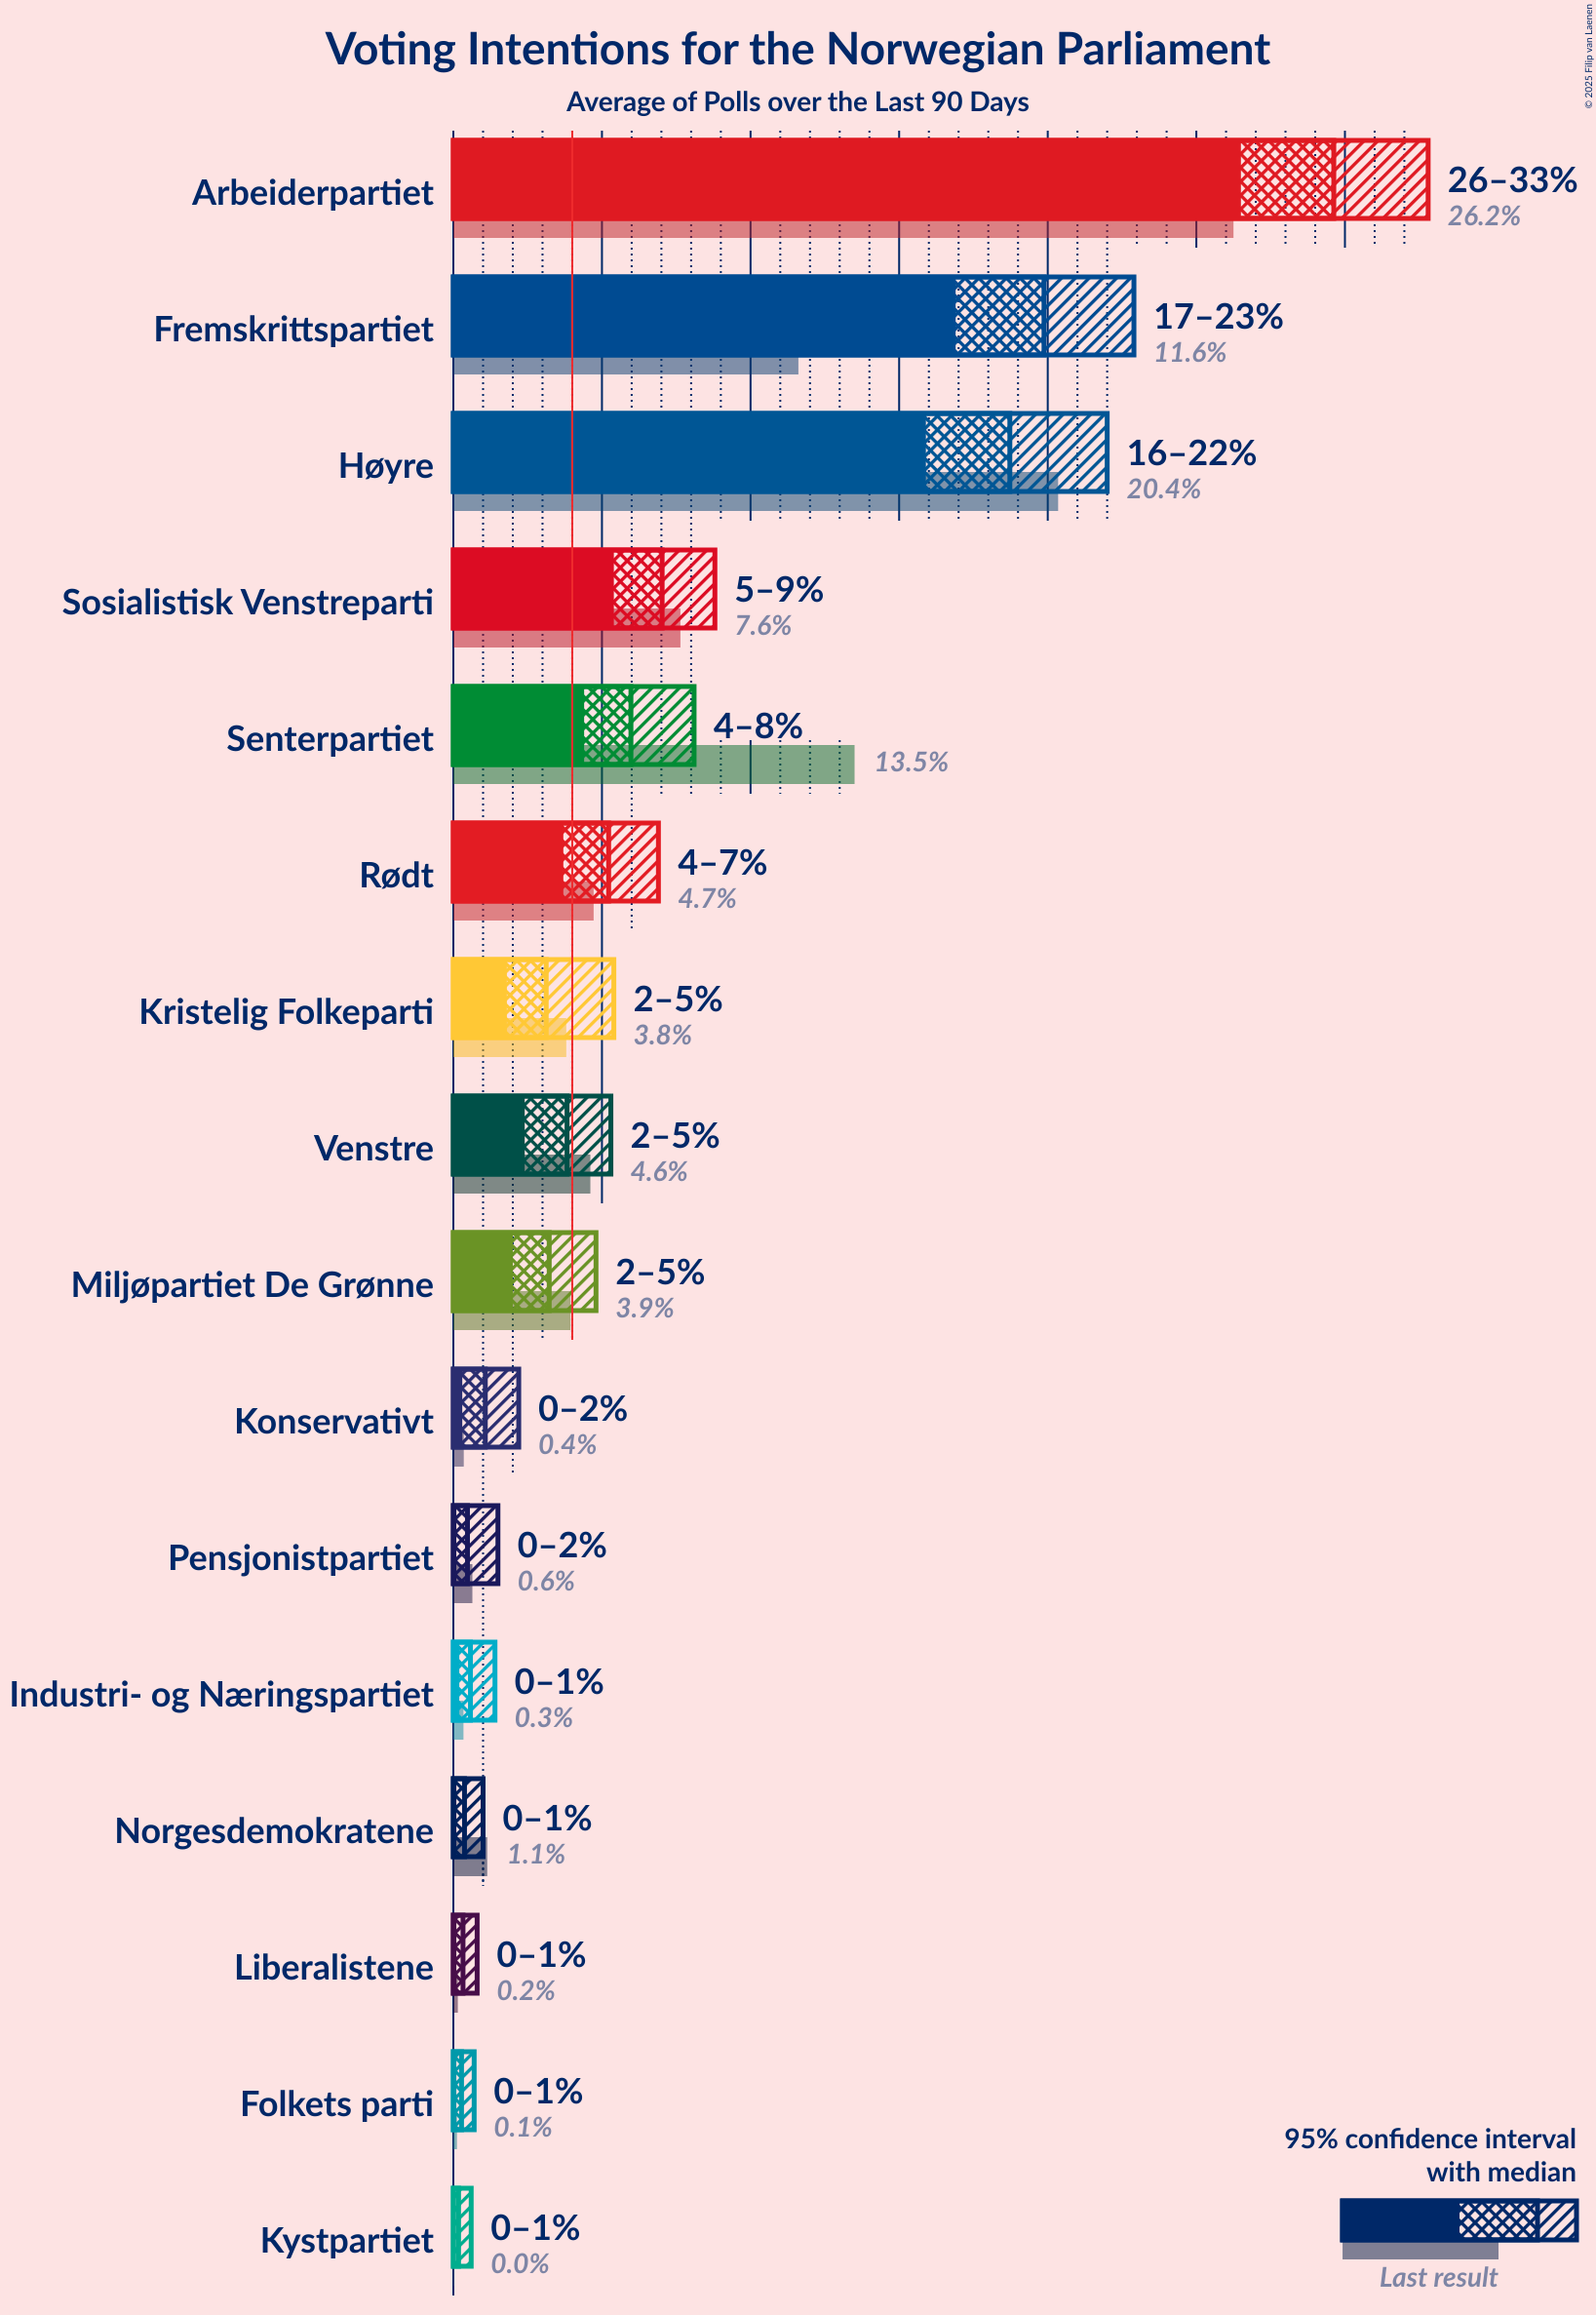 © 2025 Filip van Laenen
Voting Intentions for the Norwegian Parliament
Average of Polls over the Last 90 Days
Arbeiderpartiet
26–33%
26.2%
Fremskrittspartiet
17–23%
11.6%
Høyre
16–22%
20.4%
Sosialistisk Venstreparti
5–9%
7.6%
Senterpartiet
4–8%
13.5%
Rødt
4–7%
4.7%
Kristelig Folkeparti
2–5%
3.8%
Venstre
2–5%
4.6%
Miljøpartiet De Grønne
2–5%
3.9%
Konservativt
0–2%
0.4%
Pensjonistpartiet
0–2%
0.6%
Industri- og Næringspartiet
0–1%
0.3%
Norgesdemokratene
0–1%
1.1%
Liberalistene
0–1%
0.2%
Folkets parti
0–1%
0.1%
Kystpartiet
0–1%
0.0%
95% confidence interval
with median
Last result